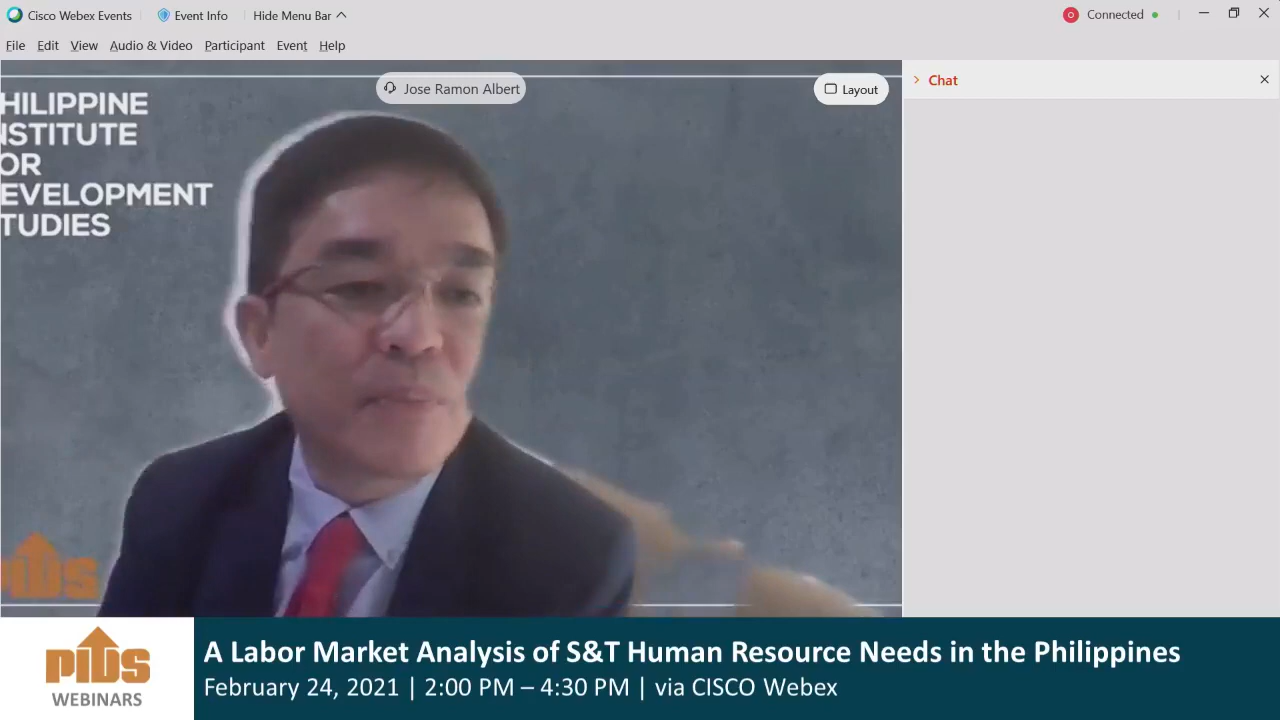 Cisco Webex Events
Event Info
Hide Menu Bar
Connected
File Edit View Audio & Video Participant Event Help
Jose Ramon Albert
Layout
Chat
HILIPPINE
NSTITUTE
OR
EVELOPMENT
TUDIES
PIDS
PIDS
WEBINARS
A Labor Market Analysis of S&T Human Resource Needs in the Philippines
February 24, 2021 | 2:00 PM – 4:30 PM | via CISCO Webex